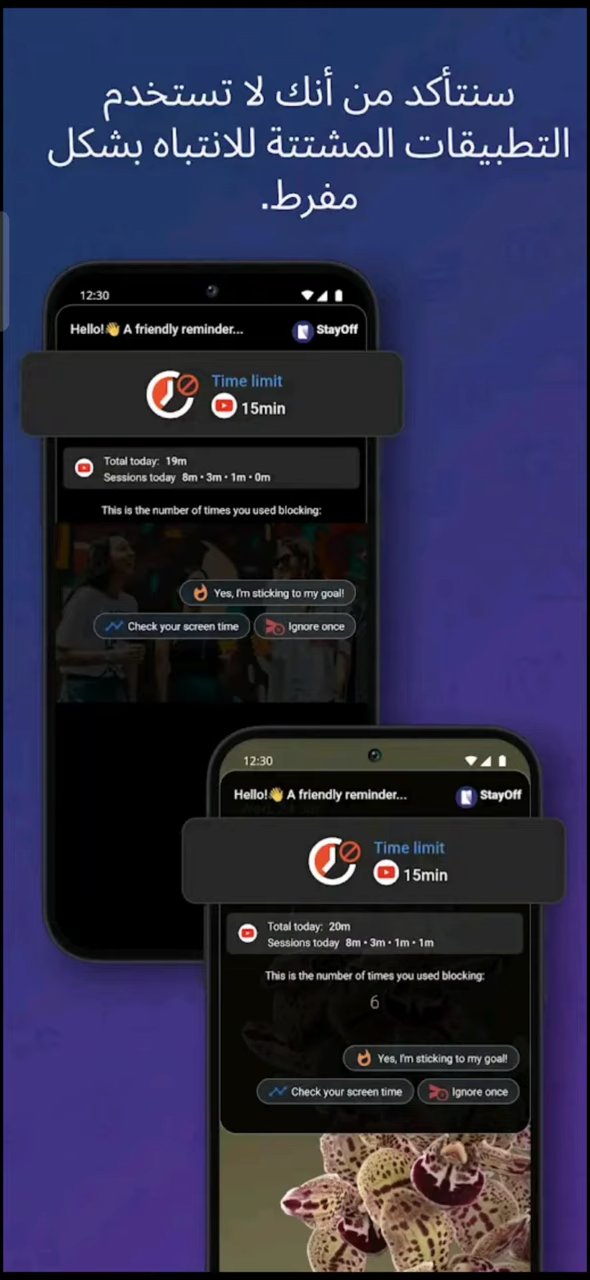 سنتأكد من أنك لا تستخدم
التطبيقات المشتتة للانتباه بشكل
مفرط.
12:30
Hello!👋 A friendly reminder... StayOff
Time limit
15min
Total today: 19m
Sessions today 8m • 3m • 1m • 0m
This is the number of times you used blocking:
Yes, I'm sticking to my goal!
Check your screen time Ignore once
12:30
Hello!👋 A friendly reminder... StayOff
Time limit
15min
Total today: 20m
Sessions today 8m • 3m • 1m • 1m
This is the number of times you used blocking:
6
Yes, I'm sticking to my goal!
Check your screen time Ignore once